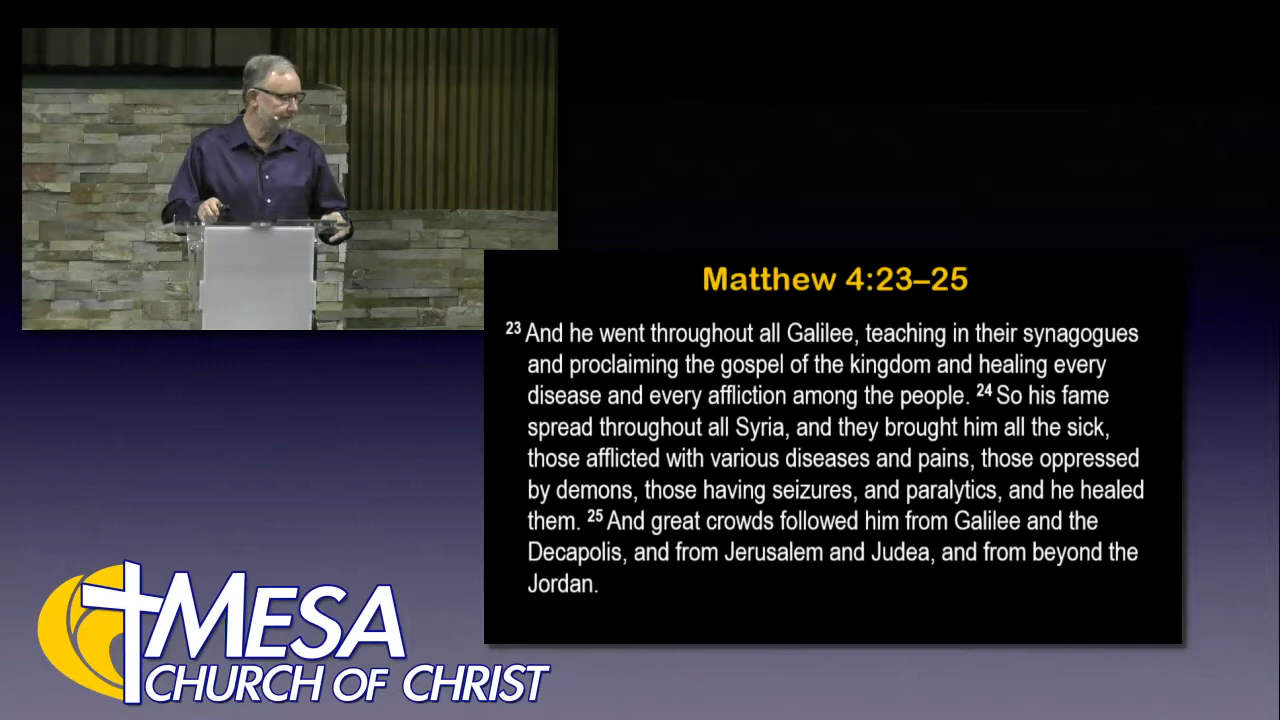 Matthew 4:23–25
23 And he went throughout all Galilee, teaching in their synagogues
and proclaiming the gospel of the kingdom and healing every
disease and every affliction among the people. 24 So his fame
spread throughout all Syria, and they brought him all the sick,
those afflicted with various diseases and pains, those oppressed
by demons, those having seizures, and paralytics, and he healed
them. 25 And great crowds followed him from Galilee and the
Decapolis, and from Jerusalem and Judea, and from beyond the
Jordan.
MESA
CHURCH OF CHRIST